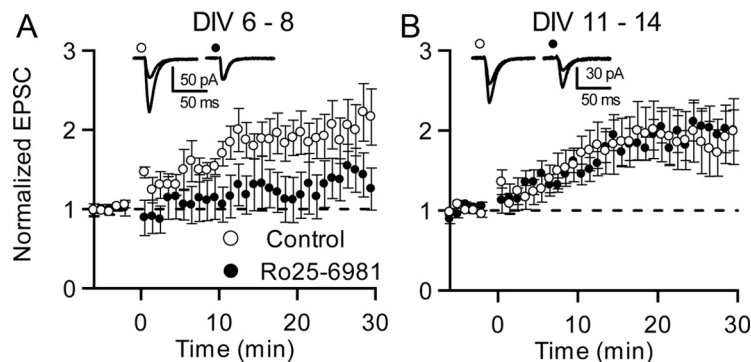 A DIV 6 - 8
Normalized EPSC
3
2
1
0
50 pA
50 ms
Control
Ro25-6981
0 10 20 30
Time (min)
B DIV 11 - 14
3
2
1
0
30 pA
50 ms
0 10 20 30
Time (min)